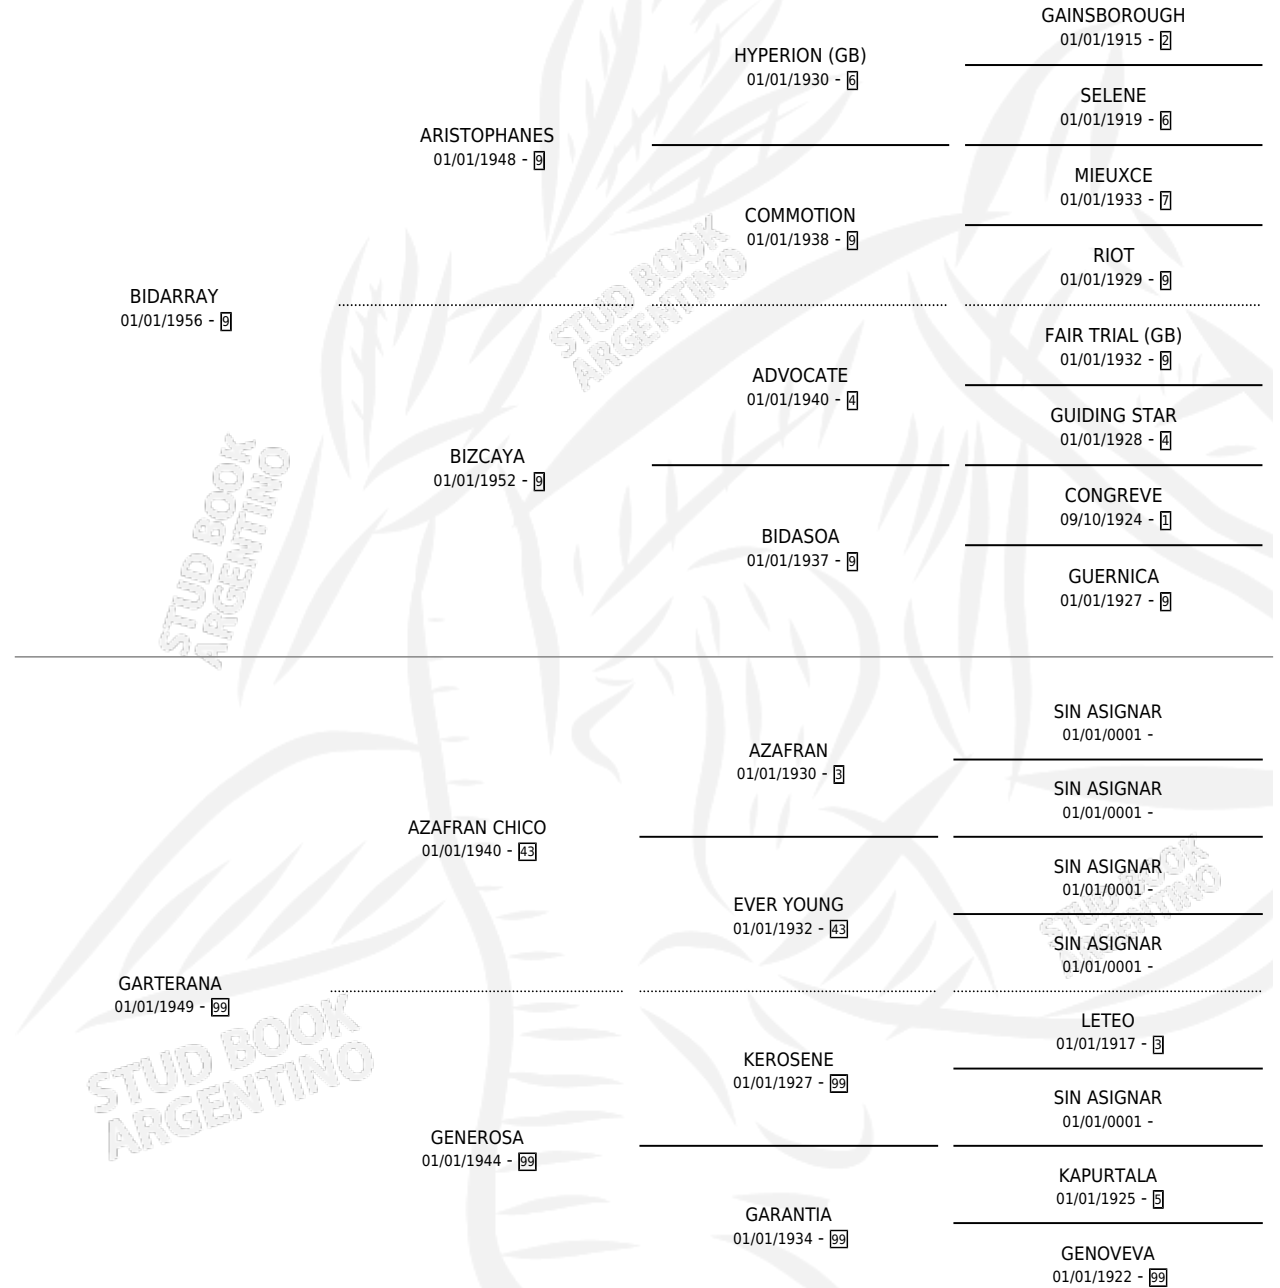 GAINSBOROUGH
01/01/1915 - 2
HYPERION (GB)
01/01/1930 - 6
SELENE
01/01/1919 - 6
ARISTOPHANES
01/01/1948 - 9
MIEUXCE
01/01/1933 - 7
COMMOTION
01/01/1938 - 9
RIOT
01/01/1929 - 9
BIDARRAY
01/01/1956 - 9
FAIR TRIAL (GB)
01/01/1932 - 9
ADVOCATE
01/01/1940 - 4
GUIDING STAR
01/01/1928 - 4
BIZCAYA
01/01/1952 - 9
CONGREVE
09/10/1924 - 1
BIDASOA
01/01/1937 - 9
GUERNICA
01/01/1927 - 9
SIN ASIGNAR
01/01/0001 -
AZAFRAN
01/01/1930 - 3
SIN ASIGNAR
01/01/0001 -
AZAFRAN CHICO
01/01/1940 - 43
SIN ASIGNAR
01/01/0001 -
EVER YOUNG
01/01/1932 - 43
SIN ASIGNAR
01/01/0001 -
GARTERANA
01/01/1949 - 99
LETEO
01/01/1917 - 3
KEROSENE
01/01/1927 - 99
SIN ASIGNAR
01/01/0001 -
GENEROSA
01/01/1944 - 99
KAPURTALA
01/01/1925 - 5
GARANTIA
01/01/1934 - 99
GENOVEVA
01/01/1922 - 99
STUD BOOK
ARGENTINO
STUD BOOK
ARGENTINO
STUD BOOK
ARGENTINO
STUD BOOK
ARGENTINO